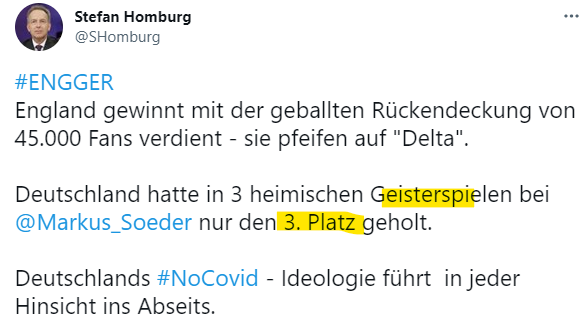 Stefan Homburg
@SHomburg
#ENGGER
England gewinnt mit der geballten Rückendeckung von
45.000 Fans verdient - sie pfeifen auf "Delta".
Deutschland hatte in 3 heimischen Geisterspielen bei
@Markus_Soeder nur den 3. Platz geholt.
Deutschlands #NoCovid - Ideologie führt in jeder
Hinsicht ins Abseits.